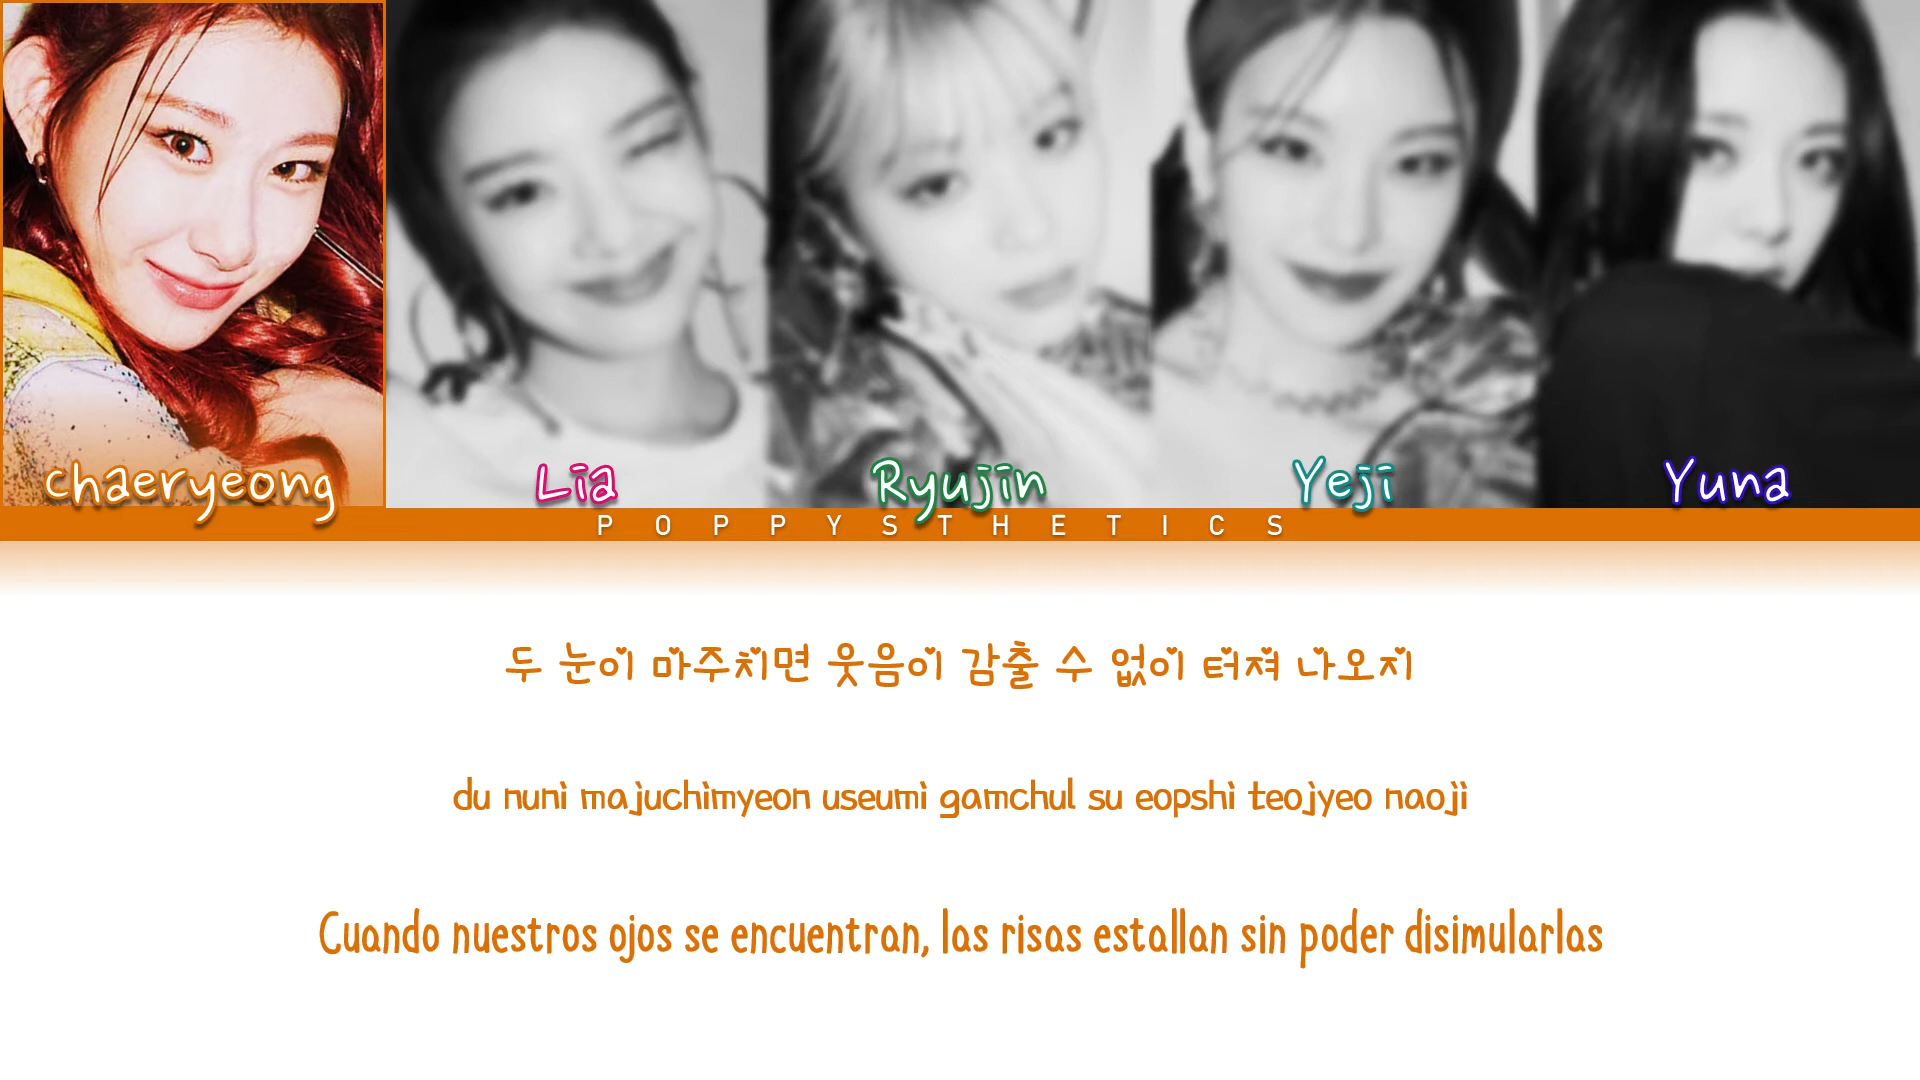 chaeryeong Lia Ryujin Yeji Yuna
POPPYSTHETICS
두 눈이 마주치면 웃음이 감출 수 없이 터져 나오지
du nuni majuchimyeon useumi gamchul su eopshi teojyeo naoji
Cuando nuestros ojos se encuentran, las risas estallan sin poder disimularlas